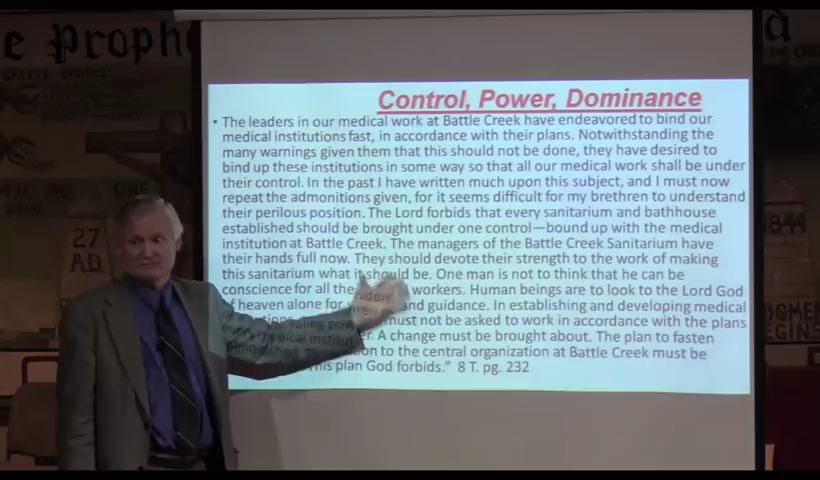 e Proph
GREECE DIVIDED
ONE
27
AD
1844
Control, Power, Dominance
• The leaders in our medical work at Battle Creek have endeavored to bind our
medical institutions fast, in accordance with their plans. Notwithstanding the
many warnings given them that this should not be done, they have desired to
bind up these institutions in some way so that all our medical work shall be under
their control. In the past I have written much upon this subject, and I must now
repeat the admonitions given, for it seems difficult for my brethren to understand
their perilous position. The Lord forbids that every sanitarium and bathhouse
established should be brought under one control—bound up with the medical
institution at Battle Creek. The managers of the Battle Creek Sanitarium have
their hands full now. They should devote their strength to the work of making
this sanitarium what it should be. One man is not to think that he can be
conscience for all the workers. Human beings are to look to the Lord God
of heaven alone for and guidance. In establishing and developing medical
ruling must not be asked to work in accordance with the plans
A change must be brought about. The plan to fasten
medical to the central organization at Battle Creek must be
plan God forbids." 8 T. pg. 232